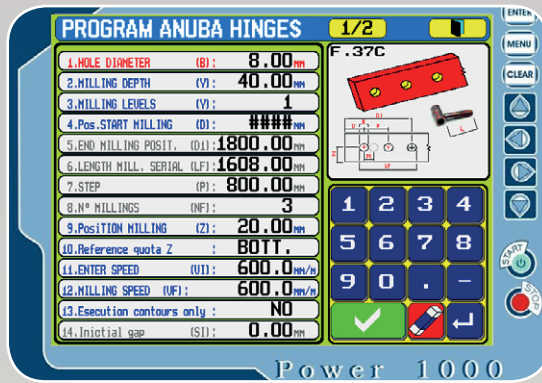 PROGRAM ANUBA HINGES 1/2
1.HOLE DIAMETER (B): 8.00MM
2.MILLING DEPTH (Y): 40.00MM
3.MILLING LEVELS (Y): 1
4.Pos.START MILLING (D): ####MM
5.END MILLING POSIT. (D1):1800.00MM
6.LENGTH MILL. SERIAL (LF):1608.00MM
7.STEP (P): 800.00MM
8.N° MILLINGS (NF): 3
9.PosiTION MILLING (Z): 20.00MM
10.Reference quota Z : BOTT.
11.ENTER SPEED (VI): 600.0MM/M
12.MILLING SPEED (VF): 600.0MM/M
13.Esecution contours only : NO
14.Inictial gap (SI): 0.00MM
F.37C
D1
D
P
Z
L
LF
1 2 3 4
5 6 7 8
9 0 . -
ENTER
MENU
CLEAR
START
STOP
Power 1000